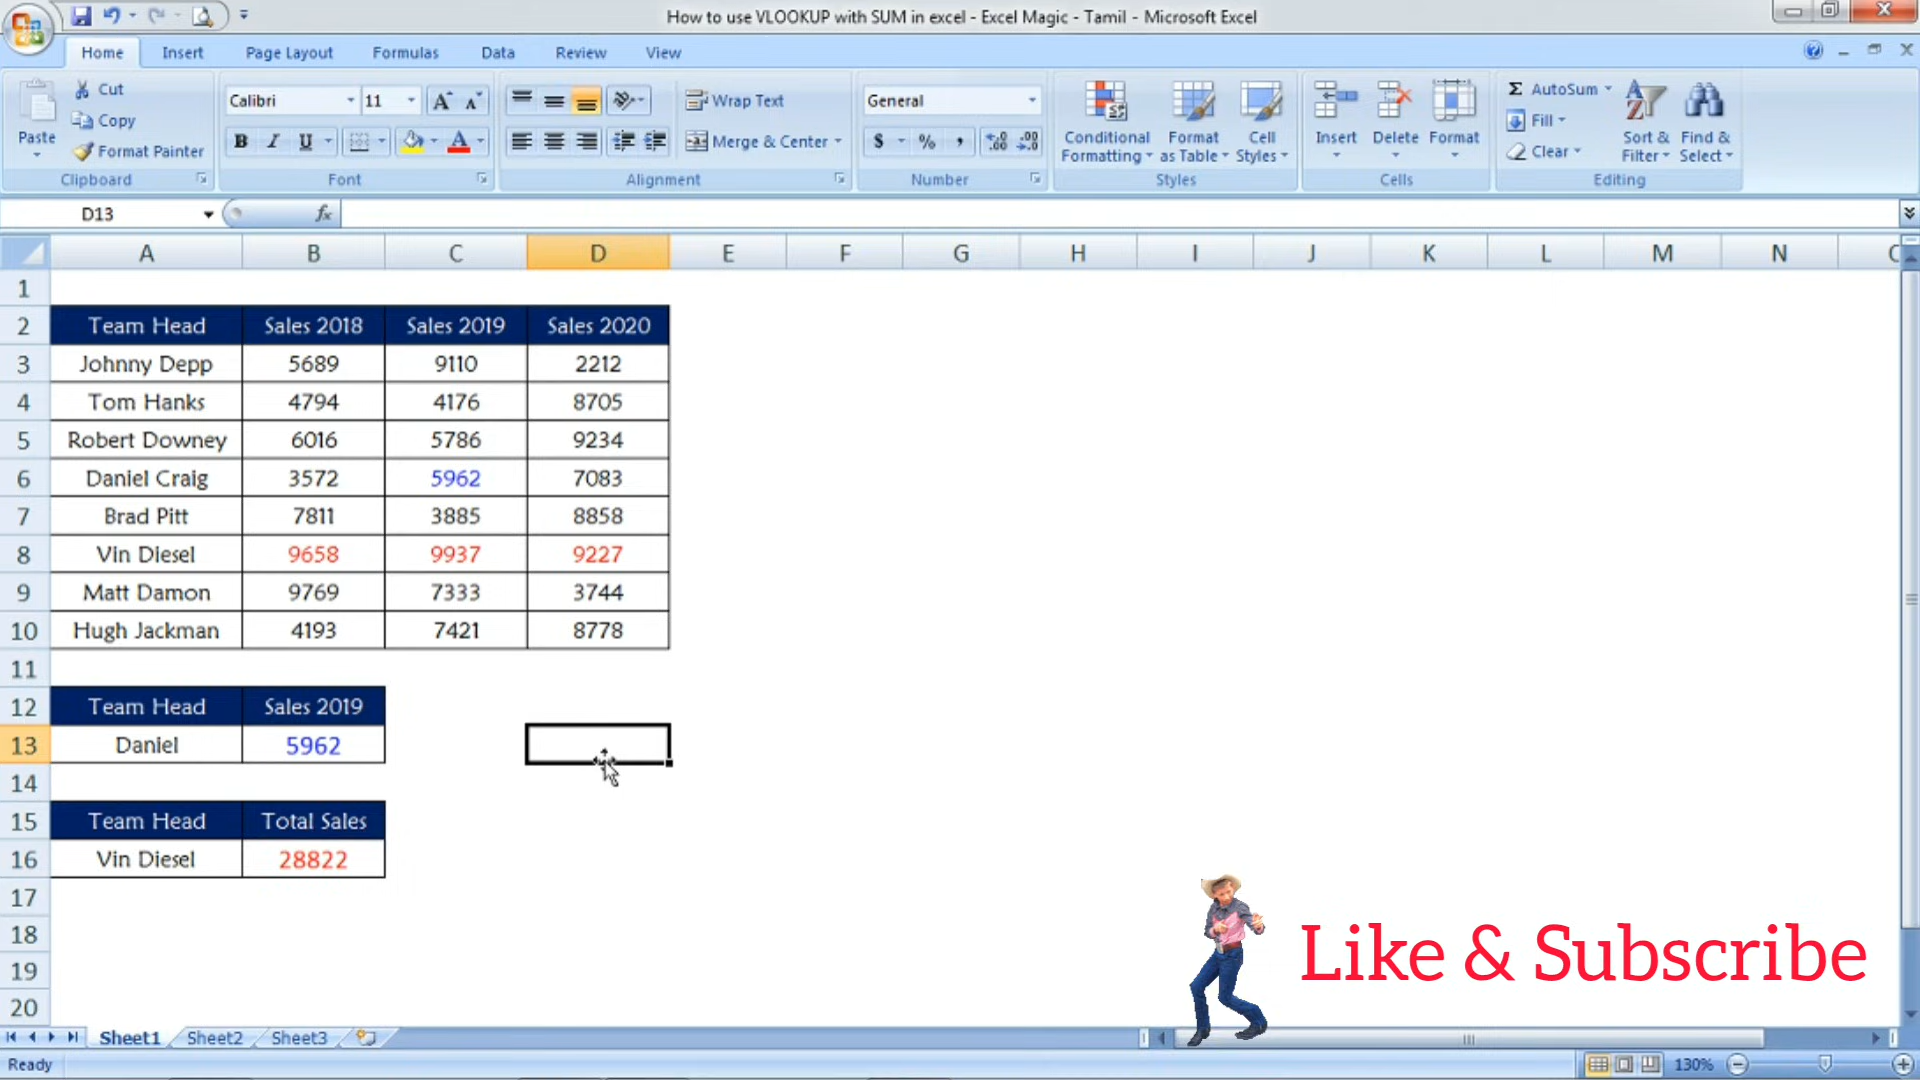 How to use VLOOKUP with SUM in excel - Excel Magic - Tamil - Microsoft Excel
Home Insert Page Layout Formulas Data Review View
Paste
Cut
Copy
Format Painter
Clipboard
Calibri 11
B I U
Font
Wrap Text
Merge & Center
Alignment
General
$ % ,
Number
Conditional Formatting
Format as Table
Cell Styles
Styles
Insert Delete Format
Cells
Σ AutoSum
Fill
Clear
Sort & Filter
Find & Select
Editing
D13 fx
A B C D E F G H I J K L M N
1
2 Team Head Sales 2018 Sales 2019 Sales 2020
3 Johnny Depp 5689 9110 2212
4 Tom Hanks 4794 4176 8705
5 Robert Downey 6016 5786 9234
6 Daniel Craig 3572 5962 7083
7 Brad Pitt 7811 3885 8858
8 Vin Diesel 9658 9937 9227
9 Matt Damon 9769 7333 3744
10 Hugh Jackman 4193 7421 8778
11
12 Team Head Sales 2019
13 Daniel 5962
14
15 Team Head Total Sales
16 Vin Diesel 28822
17
18
19
20
Like & Subscribe
Sheet1 Sheet2 Sheet3
Ready 130%